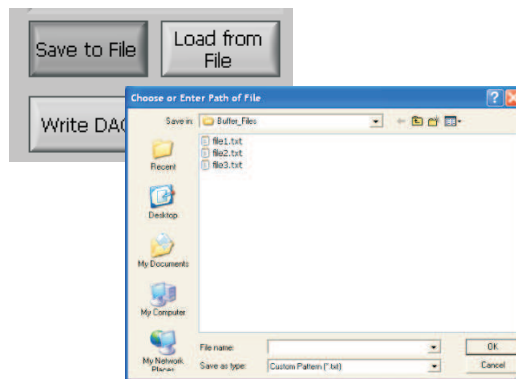 Save to File
Load from
File
Write DAC
Choose or Enter Path of File
Save in:
Buffer_Files
file1.txt
file2.txt
file3.txt
Recent
Desktop
My Documents
My Computer
My Network
Places
File name:
OK
Save as type:
Custom Pattern (*.txt)
Cancel